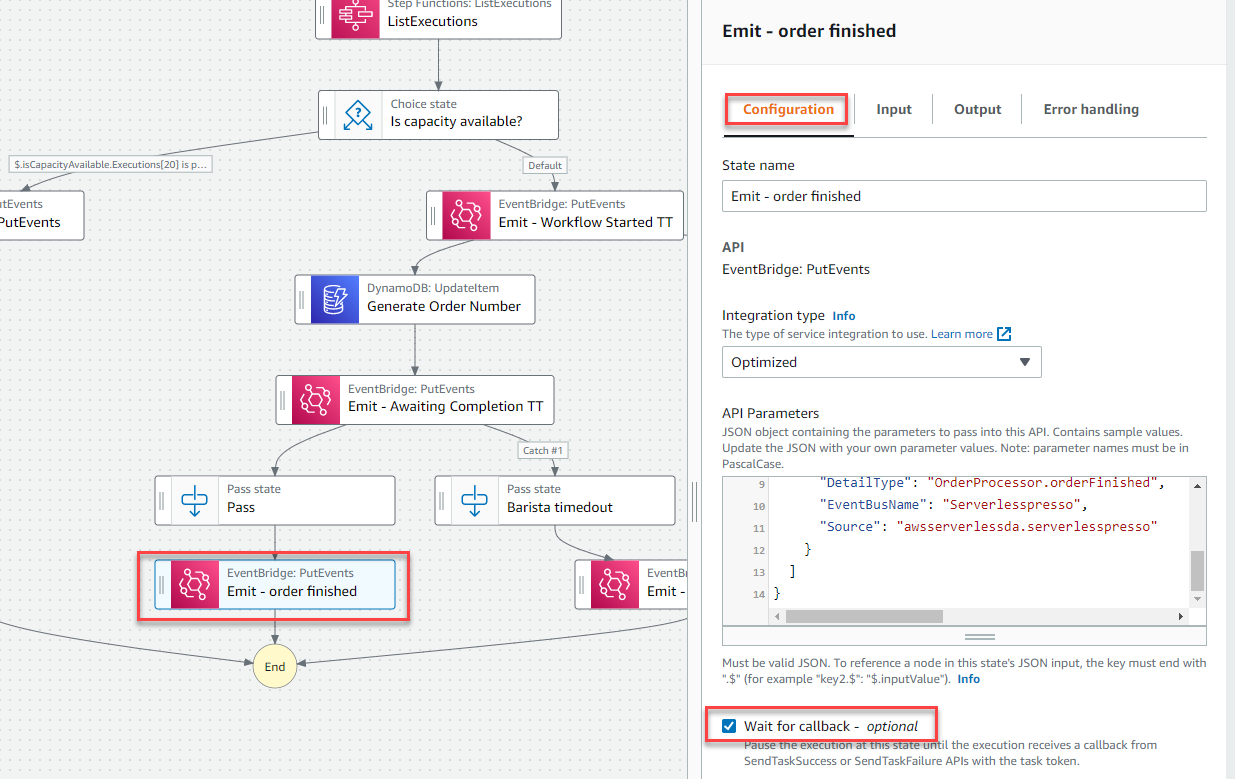 Step Functions: ListExecutions
ListExecutions
Choice state
Is capacity available?
$.isCapacityAvailable.Executions[20] is p...
Default
PutEvents
EventBridge: PutEvents
Emit - Workflow Started TT
DynamoDB: UpdateItem
Generate Order Number
EventBridge: PutEvents
Emit - Awaiting Completion TT
Catch #1
Pass state
Pass
Pass state
Barista timedout
EventBridge: PutEvents
Emit - order finished
Emit -
End
Emit - order finished
Configuration
Input
Output
Error handling
State name
Emit - order finished
API
EventBridge: PutEvents
Integration type Info
The type of service integration to use. Learn more
Optimized
API Parameters
JSON object containing the parameters to pass into this API. Contains sample values.
Update the JSON with your own parameter values. Note: parameter names must be in
PascalCase.
9 "DetailType": "OrderProcessor.orderFinished",
10 "EventBusName": "Serverlesspresso",
11 "Source": "awsserverlessda.serverlesspresso"
12 }
13 ]
14 }
Must be valid JSON. To reference a node in this state's JSON input, the key must end with
".$" (for example "key2.$": "$.inputValue"). Info
Wait for callback - optional
Pause the execution at this state until the execution receives a callback from
SendTaskSuccess or SendTaskFailure APIs with the task token.